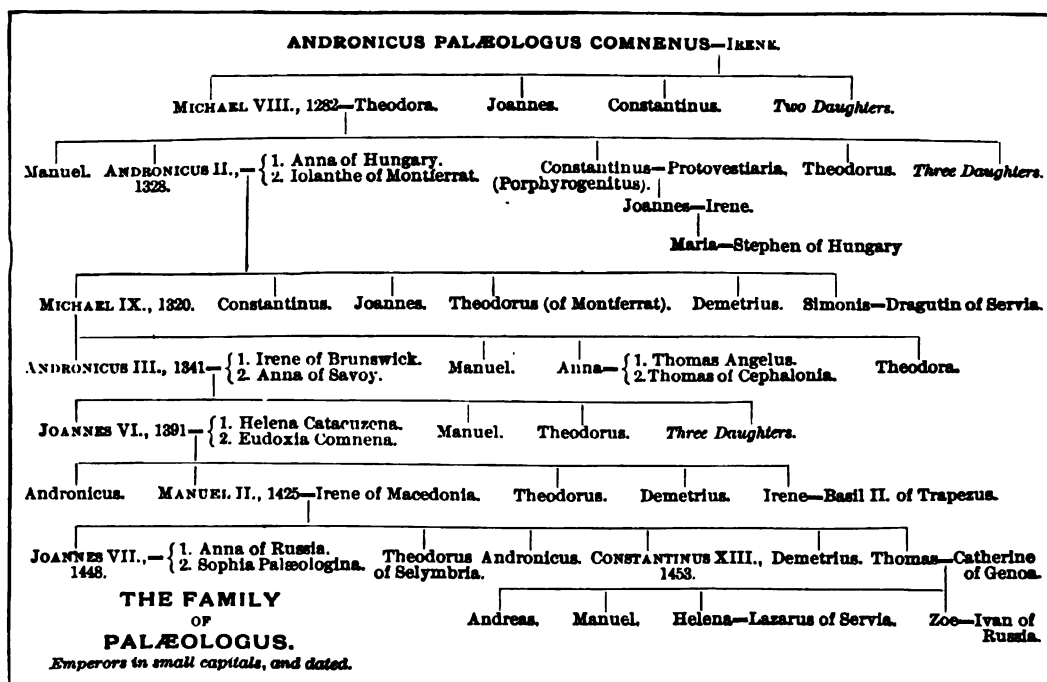 ANDRONICUS PALÆOLOGUS COMNENUS—IRENE.
MICHAEL VIII., 1282—Theodora. Joannes. Constantinus. Two Daughters.
Manuel. ANDRONICUS II.,—{1. Anna of Hungary. Constantinus—Protovestiaria. Theodorus. Three Daughters.
1328. 2. Iolanthe of Montferrat. (Porphyrogenitus).
Joannes—Irene.
Maria—Stephen of Hungary
MICHAEL IX., 1320. Constantinus. Joannes. Theodorus (of Montferrat). Demetrius. Simonis—Dragutin of Servia.
ANDRONICUS III., 1341—{1. Irene of Brunswick. Manuel. Anna—{1. Thomas Angelus. Theodora.
2. Anna of Savoy. 2. Thomas of Cephalonia.
JOANNES VI., 1391—{1. Helena Catacuzena. Manuel. Theodorus. Three Daughters.
2. Eudoxia Comnena.
Andronicus. MANUEL II., 1425—Irene of Macedonia. Theodorus. Demetrius. Irene—Basil II. of Trapezus.
JOANNES VII.,—{1. Anna of Russia. Theodorus Andronicus. CONSTANTINUS XIII., Demetrius. Thomas—Catherine
1448. 2. Sophia Palæologina. of Selymbria. 1453. of Genoa.
THE FAMILY
OF
PALÆOLOGUS.
Emperors in small capitals, and dated.
Andreas. Manuel. Helena—Lazarus of Servia. Zoe—Ivan of
Russia.